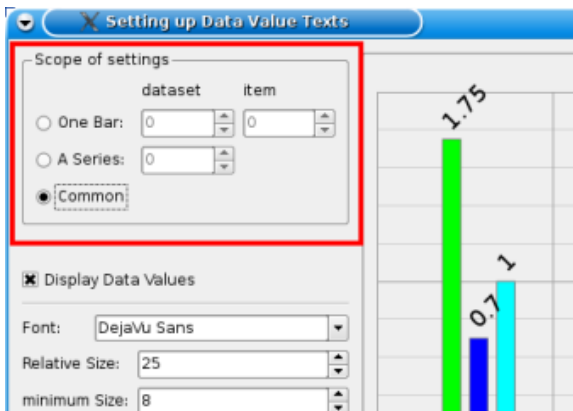 Setting up Data Value Texts
Scope of settings
dataset item
One Bar: 0 0
A Series: 0
Common
Display Data Values
Font: DejaVu Sans
Relative Size: 25
minimum Size: 8
1.75
0.7
1